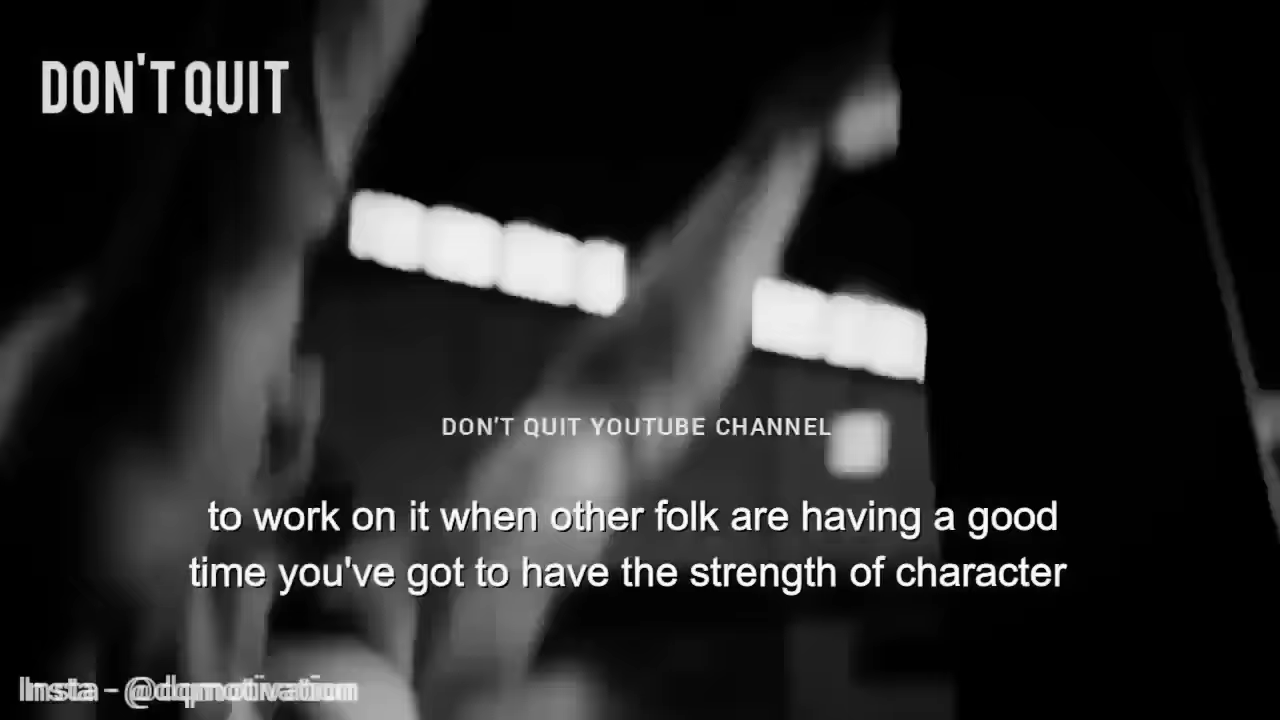 DON'T QUIT
DON'T QUIT YOUTUBE CHANNEL
to work on it when other folk are having a good
time you've got to have the strength of character
Insta - @dqmotivation